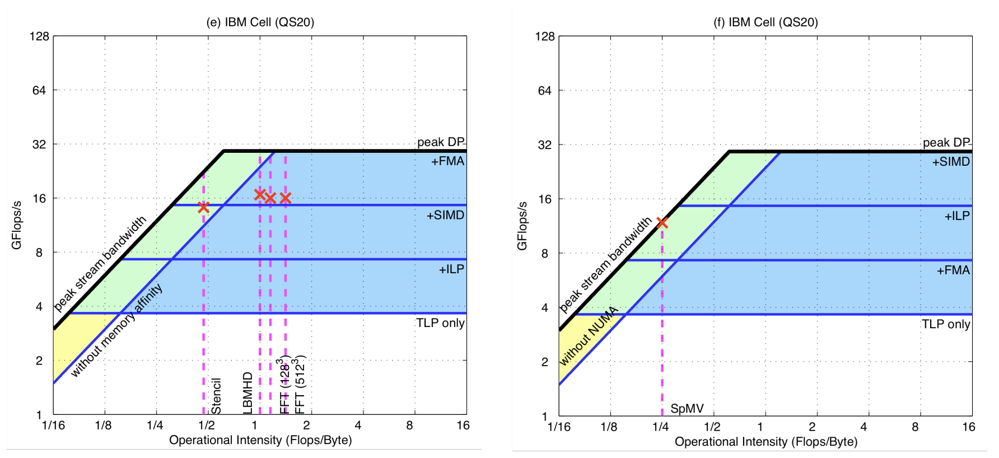 (e) IBM Cell (QS20)
128
64
32
16
8
4
2
1
GFlops/s
peak DP
+FMA
+SIMD
+ILP
TLP only
peak stream bandwidth
without memory affinity
Stencil
LBMHD
FFT (128³)
FFT (512³)
1/16 1/8 1/4 1/2 1 2 4 8 16
Operational Intensity (Flops/Byte)
(f) IBM Cell (QS20)
128
64
32
16
8
4
2
1
GFlops/s
peak DP
+SIMD
+ILP
+FMA
TLP only
peak stream bandwidth
without NUMA
SpMV
1/16 1/8 1/4 1/2 1 2 4 8 16
Operational Intensity (Flops/Byte)